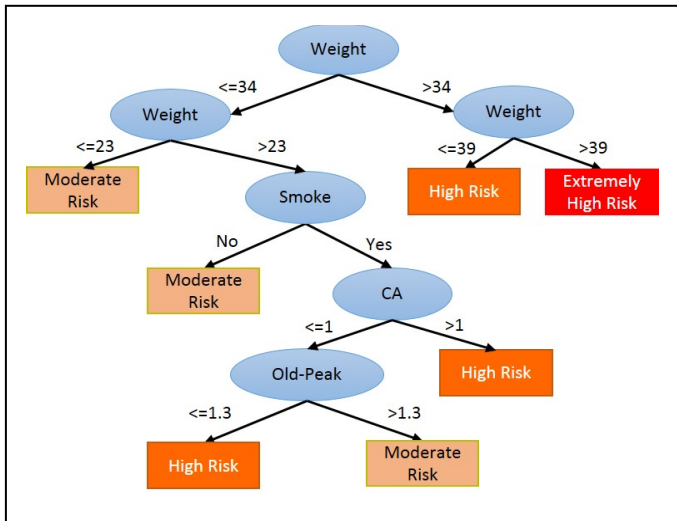 Weight
<=34
>34
Weight
Weight
<=23
>23
<=39
>39
Moderate
Risk
Smoke
High Risk
Extremely
High Risk
No
Yes
Moderate
Risk
CA
<=1
>1
Old-Peak
High Risk
<=1.3
>1.3
High Risk
Moderate
Risk